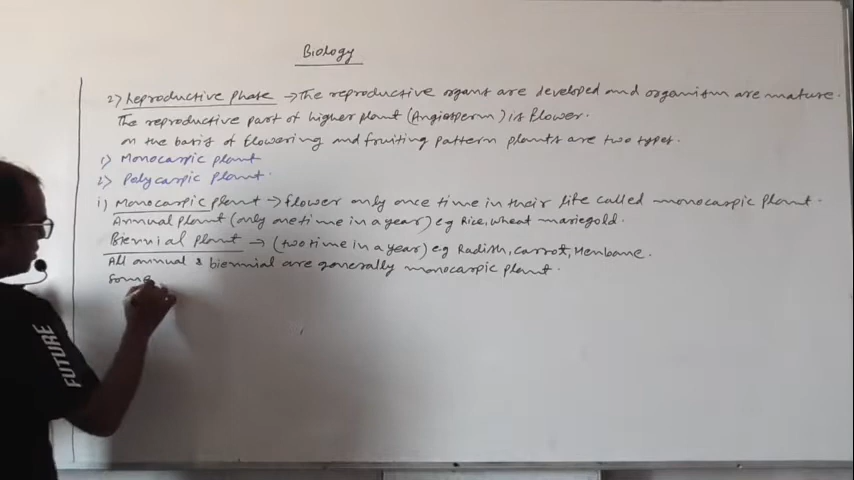 Biology
2) Reproductive phase → The reproductive organs are developed and organism are mature.
The reproductive part of higher plant (Angiosperm) is flower.
on the basis of flowering and fruiting pattern plants are two types.
1) Monocarpic plant
2) Polycarpic plant.
1) Monocarpic plant → flower only once time in their life called monocarpic plant.
Annual plant (only one time in a year) e.g Rice, wheat mariegold.
Biennial plant → (two time in a year) e.g Radish, carrot, Henbane.
All annual & biennial are generally monocarpic plant.
Some
FUTURE